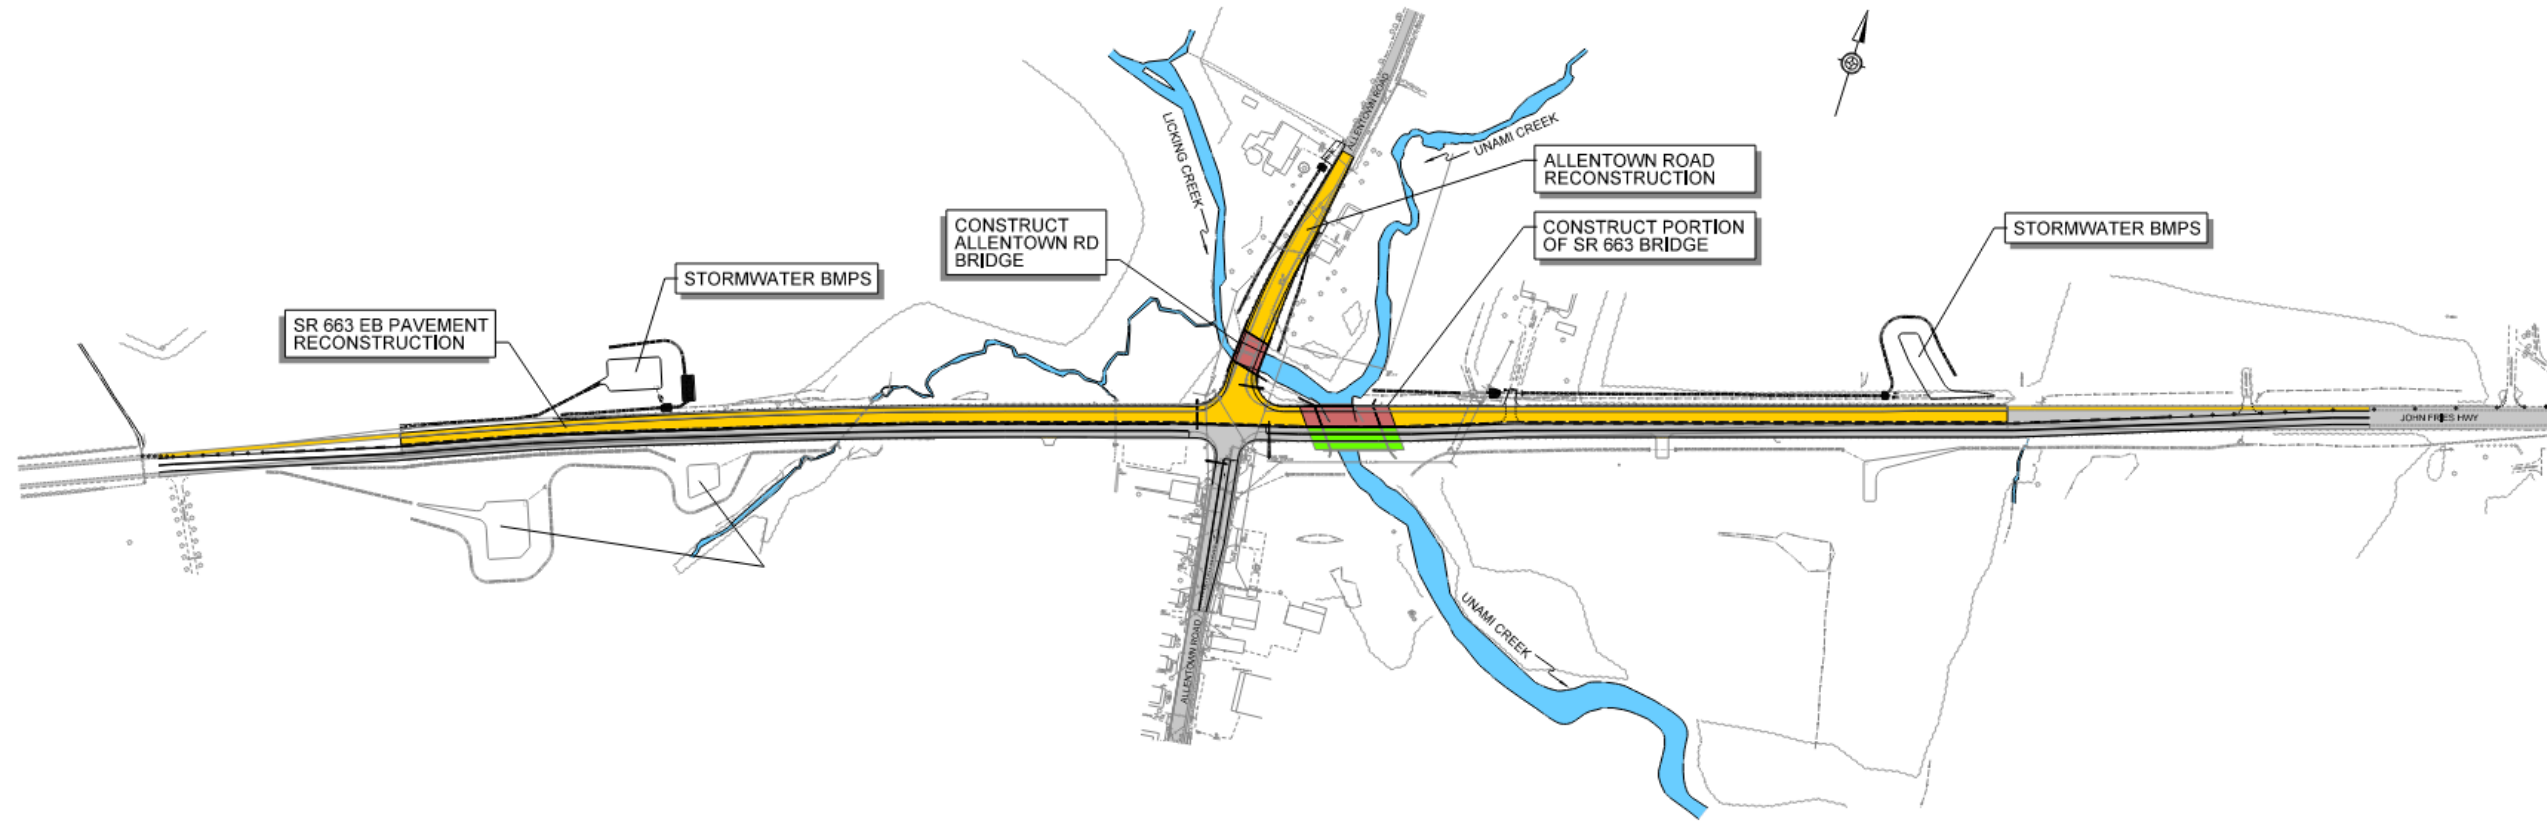 ALLENTOWN ROAD
LICKING CREEK
UNAMI CREEK
ALLENTOWN ROAD
RECONSTRUCTION
CONSTRUCT
ALLENTOWN RD
BRIDGE
CONSTRUCT PORTION
OF SR 663 BRIDGE
STORMWATER BMPS
STORMWATER BMPS
SR 663 EB PAVEMENT
RECONSTRUCTION
JOHN FRIES HWY
UNAMI CREEK
ALLENTOWN ROAD